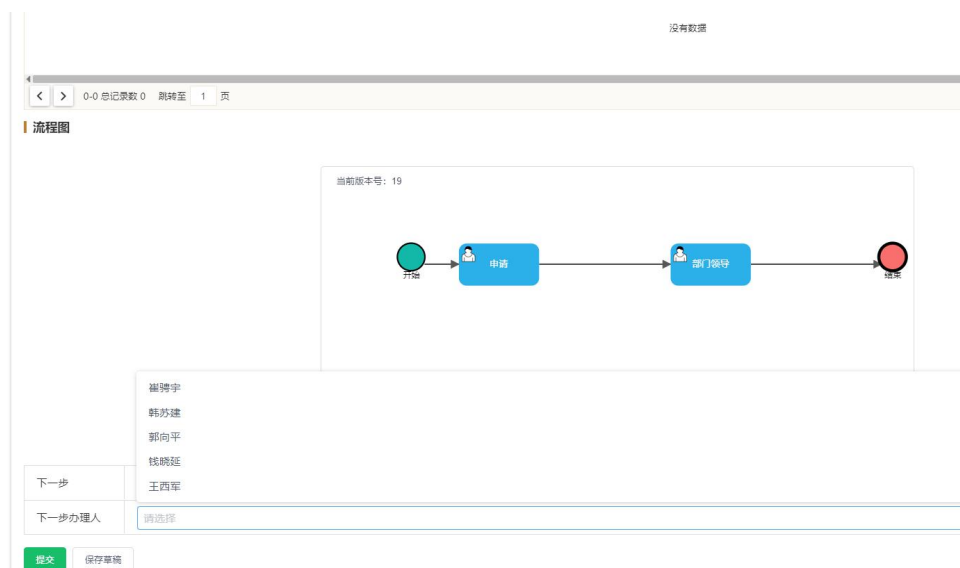 没有数据
0-0 总记录数 0 跳转至 1 页
流程图
当前版本号：19
开始
申请
部门领导
结束
崔骋宇
韩苏建
郭向平
钱晓延
王西军
下一步
下一步办理人 请选择
提交 保存草稿